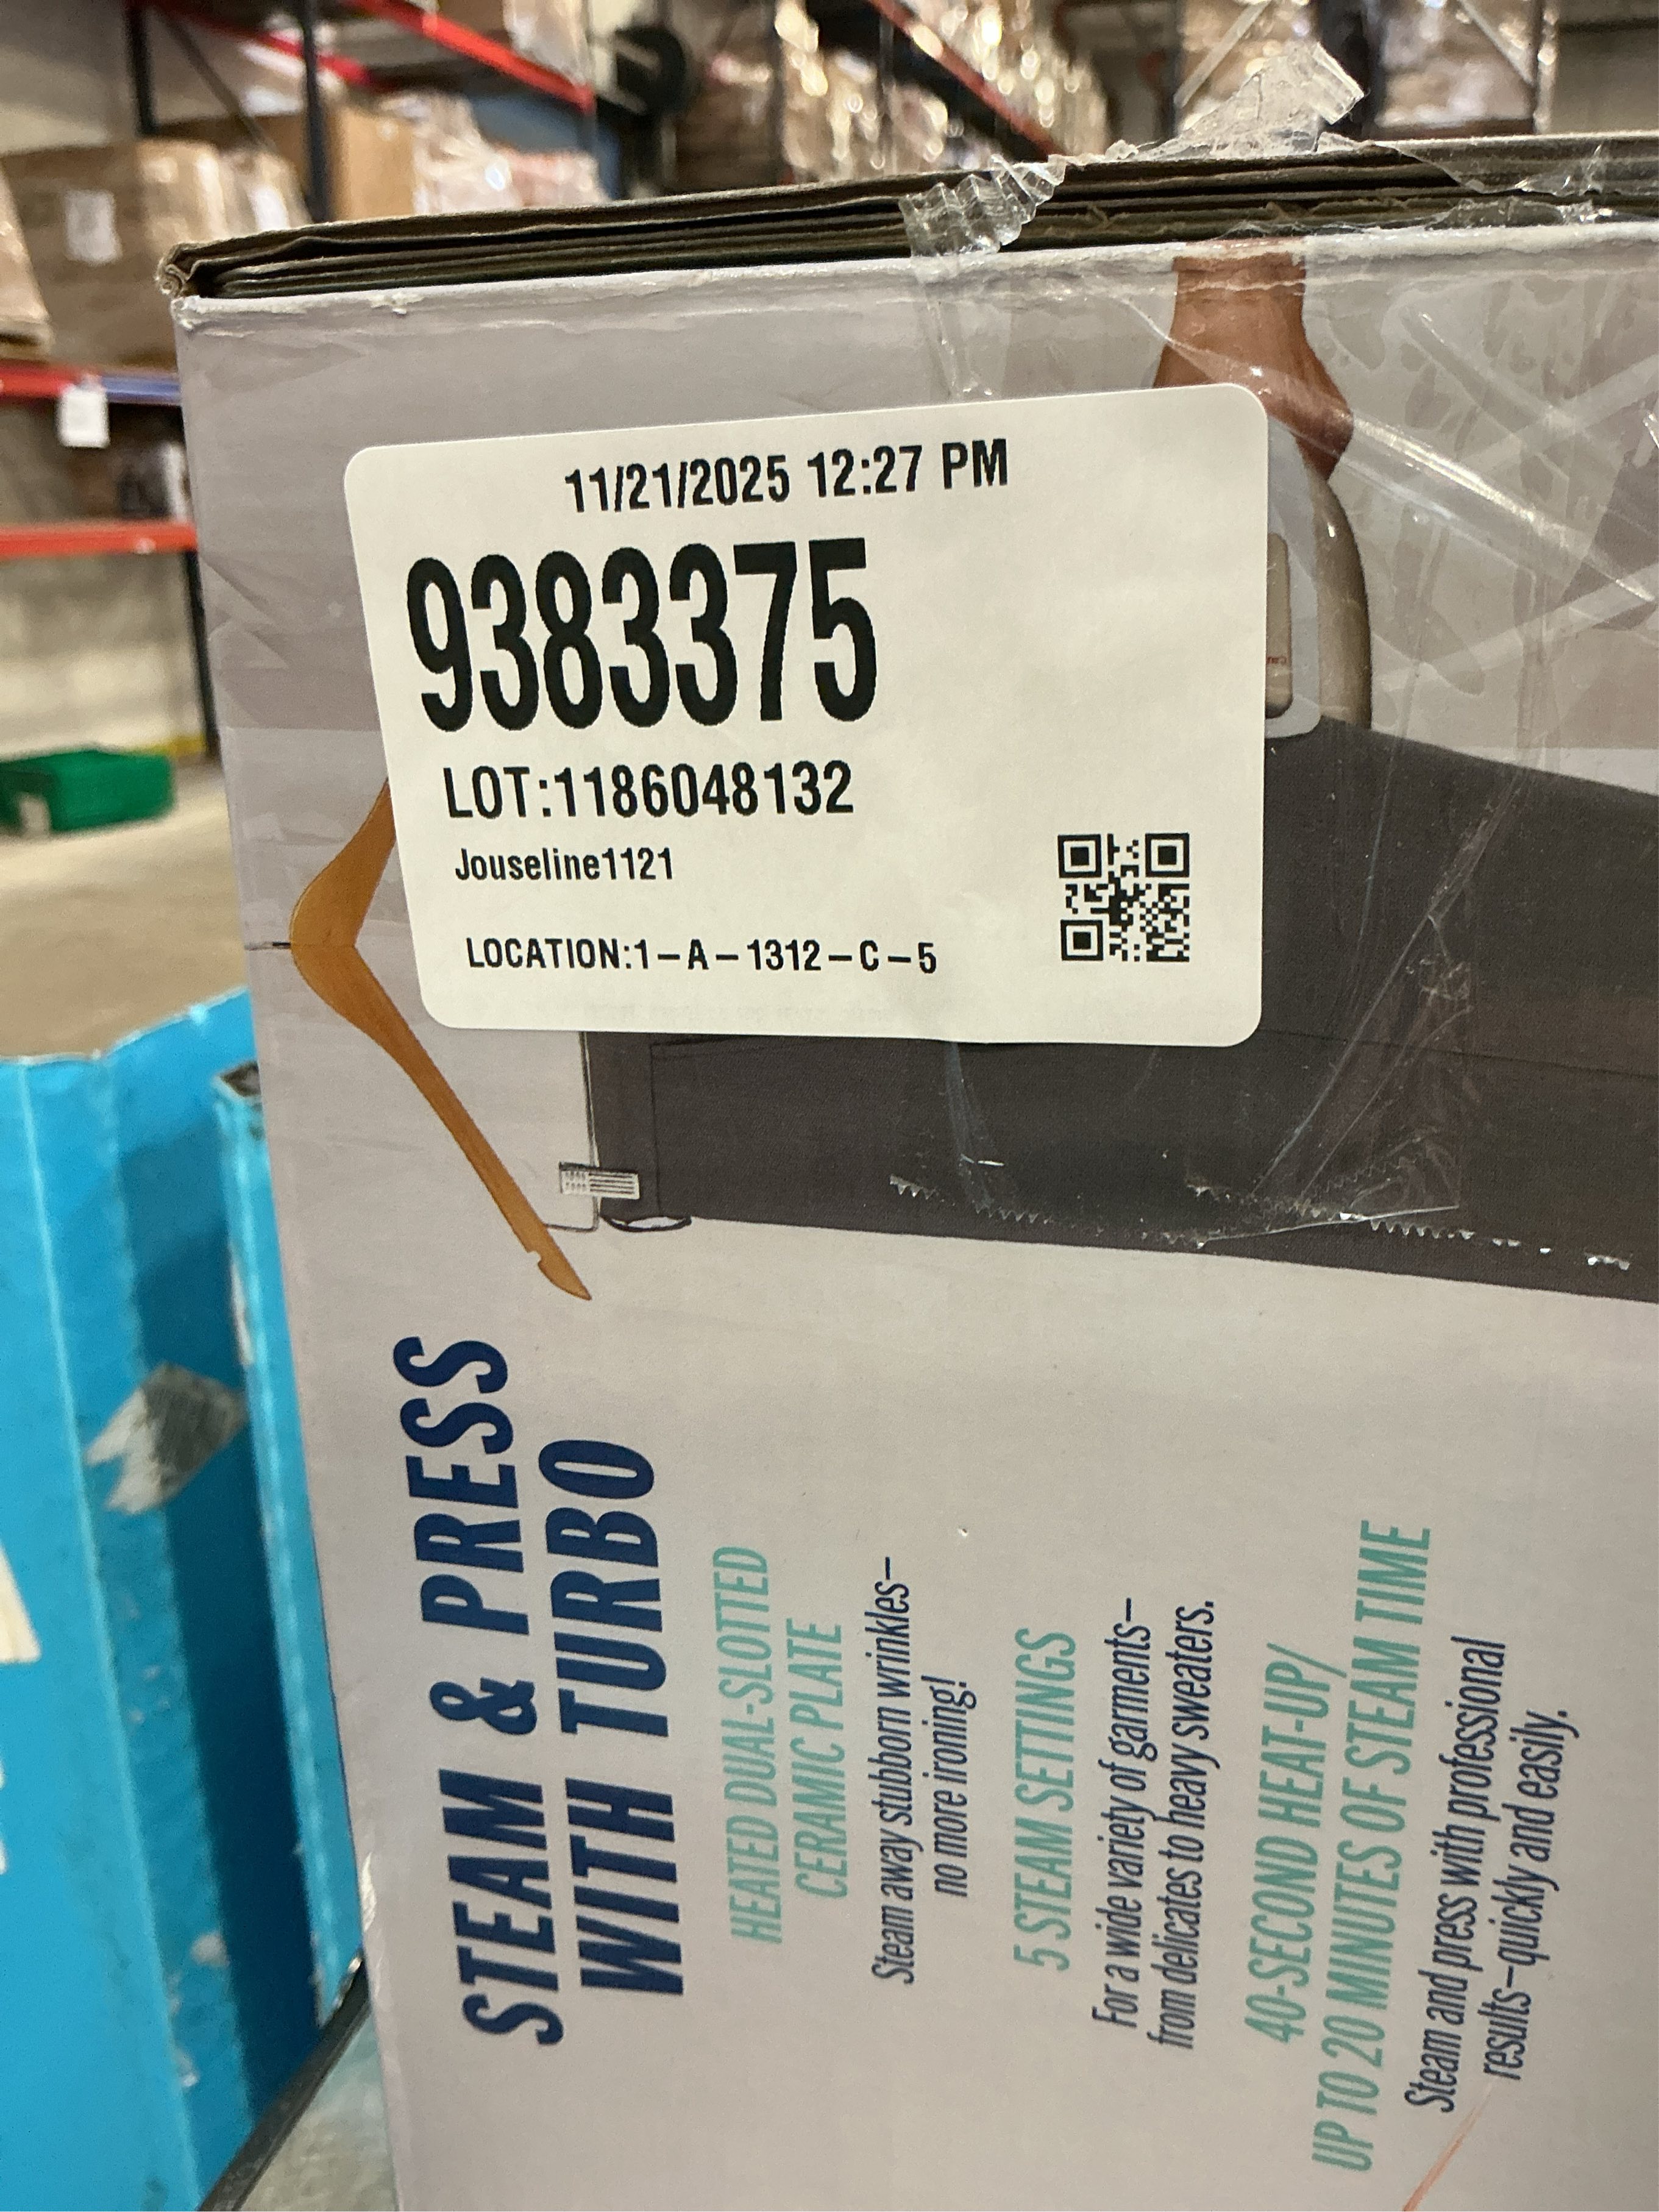 11/21/2025 12:27 PM
9383375
LOT:1186048132
Jouseline1121
LOCATION:1-A-1312-C-5
STEAM & PRESS
WITH TURBO
HEATED DUAL-SLOTTED
CERAMIC PLATE
Steam away stubborn wrinkles—
no more ironing!
5 STEAM SETTINGS
For a wide variety of garments—
from delicates to heavy sweaters.
40-SECOND HEAT-UP/
UP TO 20 MINUTES OF STEAM TIME
Steam and press with professional
results—quickly and easily.